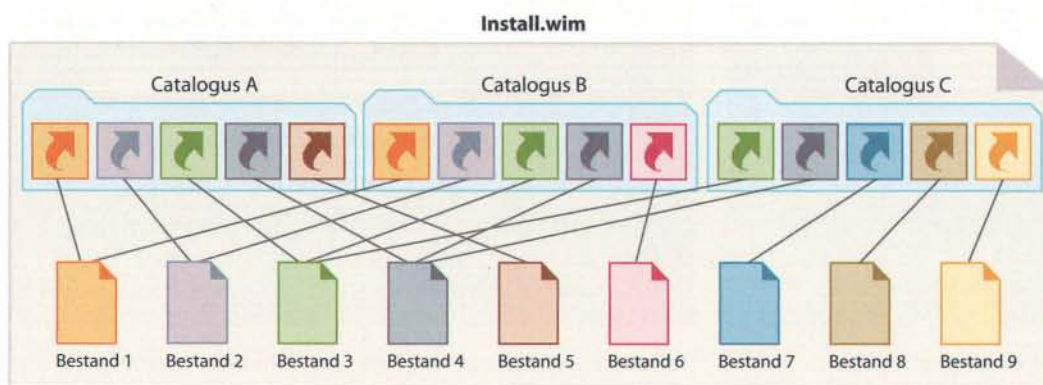 Install.wim
Catalogus A Catalogus B Catalogus C
Bestand 1 Bestand 2 Bestand 3 Bestand 4 Bestand 5 Bestand 6 Bestand 7 Bestand 8 Bestand 9